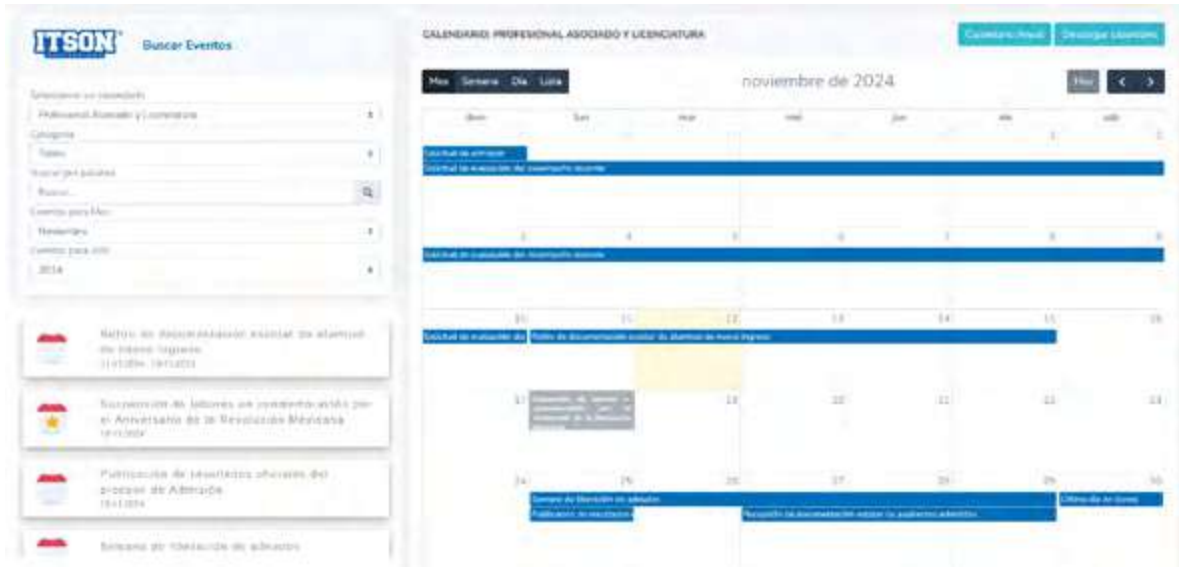 ITSON
Buscar Eventos
Seleccione un calendario
Profesional Asociado y Licenciatura
Categoría
Todos
Buscar por palabra
Buscar...
Eventos para Mes
Noviembre
Eventos para año
2024
Retiro de documentación escolar de alumnos
de nuevo ingreso
Suspensión de labores en conmemoración por
el Aniversario de la Revolución Mexicana
Publicación de resultados oficiales del
proceso de Admisión
Semana de liberación de adeudos
CALENDARIO: PROFESIONAL ASOCIADO Y LICENCIATURA
Calendario Anual
Descargar Calendario
Mes Semana Día Lista
noviembre de 2024
Hoy
dom lun mar mié jue vie sáb
1 2
Solicitud de
Solicitud de evaluación del desempeño docente
3 4 5 6 7 8 9
Solicitud de evaluación del desempeño docente
10 11 12 13 14 15 16
Solicitud de evaluación del
Retiro de documentación escolar de alumnos de nuevo ingreso
17 19 20 21 22 23
24 25 26 27 28 29 30
Semana de liberación de adeudos
Último día de clases
Publicación de resultados
Recepción de documentación escolar de aspirantes admitidos